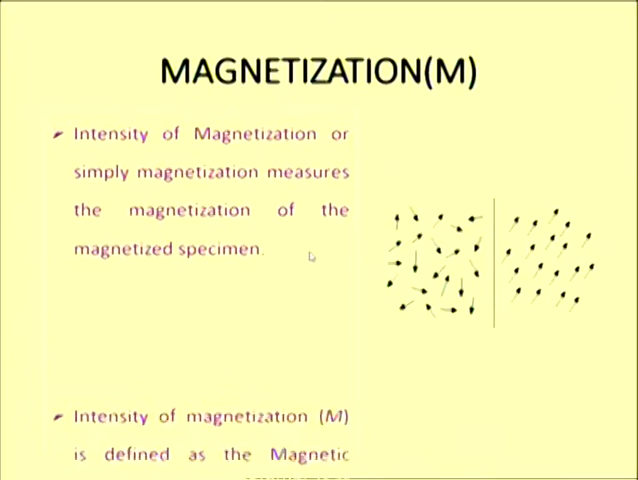 MAGNETIZATION(M)
Intensity of Magnetization or
simply magnetization measures
the magnetization of the
magnetized specimen.
Intensity of magnetization (M)
is defined as the Magnetic